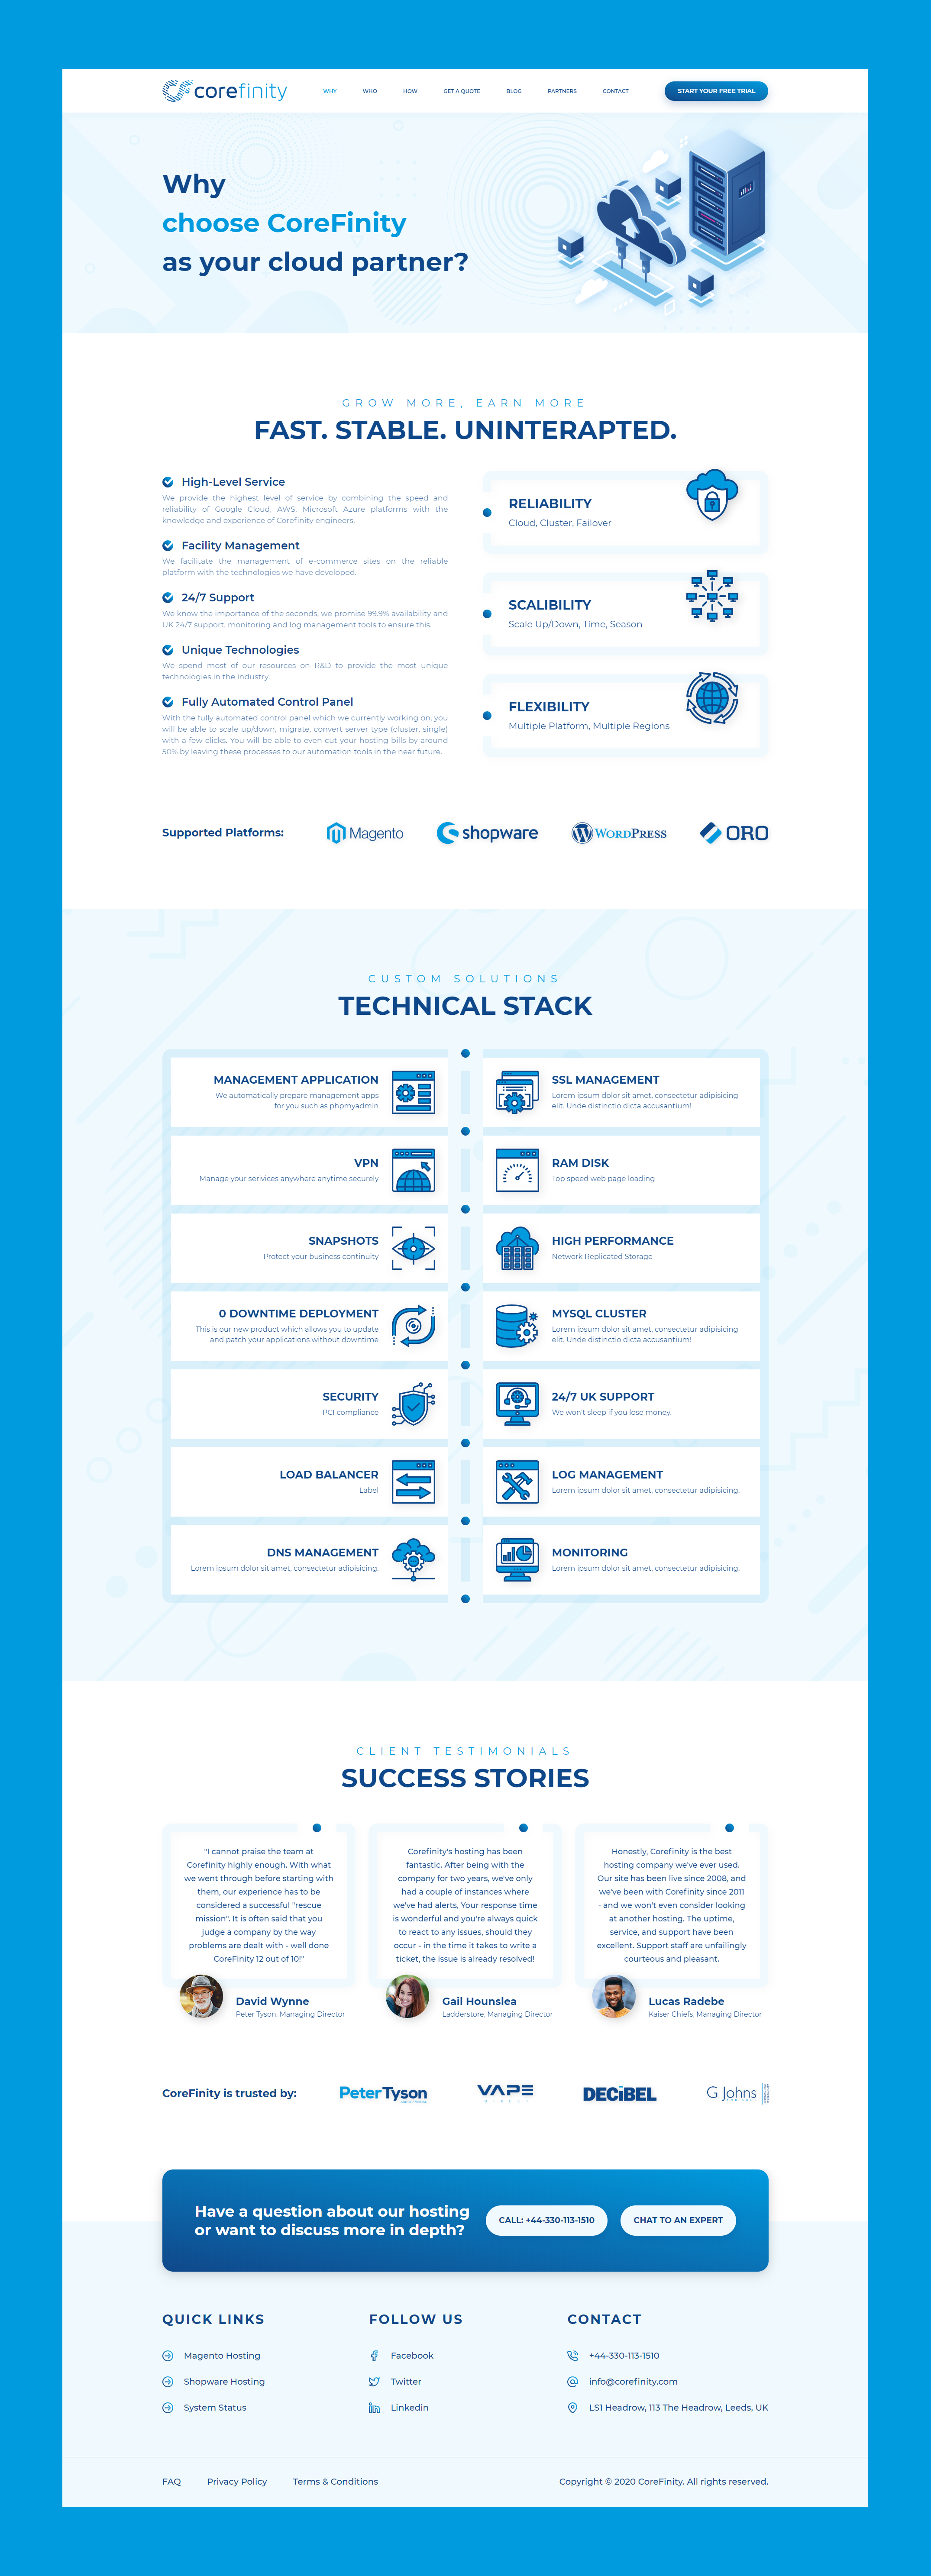 corefinity
WHY
WHO
HOW
GET A QUOTE
BLOG
PARTNERS
CONTACT
START YOUR FREE TRIAL
Why
choose CoreFinity
as your cloud partner?
GROW MORE, EARN MORE
FAST. STABLE. UNINTERAPTED.
High-Level Service
We provide the highest level of service by combining the speed and
reliability of Google Cloud, AWS, Microsoft Azure platforms with the
knowledge and experience of Corefinity engineers.
Facility Management
We facilitate the management of e-commerce sites on the reliable
platform with the technologies we have developed.
24/7 Support
We know the importance of the seconds, we promise 99.9% availability and
UK 24/7 support, monitoring and log management tools to ensure this.
Unique Technologies
We spend most of our resources on R&D to provide the most unique
technologies in the industry.
Fully Automated Control Panel
With the fully automated control panel which we currently working on, you
will be able to scale up/down, migrate, convert server type (cluster, single)
with a few clicks. You will be able to even cut your hosting bills by around
50% by leaving these processes to our automation tools in the near future.
RELIABILITY
Cloud, Cluster, Failover
SCALIBILITY
Scale Up/Down, Time, Season
FLEXIBILITY
Multiple Platform, Multiple Regions
Supported Platforms:
Magento
shopware
WORDPRESS
ORO
CUSTOM SOLUTIONS
TECHNICAL STACK
MANAGEMENT APPLICATION
We automatically prepare management apps
for you such as phpmyadmin
SSL MANAGEMENT
Lorem ipsum dolor sit amet, consectetur adipisicing
elit. Unde distinctio dicta accusantium!
VPN
Manage your serivices anywhere anytime securely
RAM DISK
Top speed web page loading
SNAPSHOTS
Protect your business continuity
HIGH PERFORMANCE
Network Replicated Storage
0 DOWNTIME DEPLOYMENT
This is our new product which allows you to update
and patch your applications without downtime
MYSQL CLUSTER
Lorem ipsum dolor sit amet, consectetur adipisicing
elit. Unde distinctio dicta accusantium!
SECURITY
PCI compliance
24/7 UK SUPPORT
We won't sleep if you lose money.
LOAD BALANCER
Label
LOG MANAGEMENT
Lorem ipsum dolor sit amet, consectetur adipisicing.
DNS MANAGEMENT
Lorem ipsum dolor sit amet, consectetur adipisicing.
MONITORING
Lorem ipsum dolor sit amet, consectetur adipisicing.
CLIENT TESTIMONIALS
SUCCESS STORIES
"I cannot praise the team at
Corefinity highly enough. With what
we went through before starting with
them, our experience has to be
considered a successful "rescue
mission". It is often said that you
judge a company by the way
problems are dealt with - well done
CoreFinity 12 out of 10!"
David Wynne
Peter Tyson, Managing Director
Corefinity's hosting has been
fantastic. After being with the
company for two years, we've only
had a couple of instances where
we've had alerts, Your response time
is wonderful and you're always quick
to react to any issues, should they
occur - in the time it takes to write a
ticket, the issue is already resolved!
Gail Hounslea
Ladderstore, Managing Director
Honestly, Corefinity is the best
hosting company we've ever used.
Our site has been live since 2008, and
we've been with Corefinity since 2011
- and we won't even consider looking
at another hosting. The uptime,
service, and support have been
excellent. Support staff are unfailingly
courteous and pleasant.
Lucas Radebe
Kaiser Chiefs, Managing Director
CoreFinity is trusted by:
PeterTyson
VAPE
DIRECT
DECIBEL
G Johns
Have a question about our hosting
or want to discuss more in depth?
CALL: +44-330-113-1510
CHAT TO AN EXPERT
QUICK LINKS
Magento Hosting
Shopware Hosting
System Status
FOLLOW US
Facebook
Twitter
Linkedin
CONTACT
+44-330-113-1510
info@corefinity.com
LS1 Headrow, 113 The Headrow, Leeds, UK
FAQ
Privacy Policy
Terms & Conditions
Copyright © 2020 CoreFinity. All rights reserved.